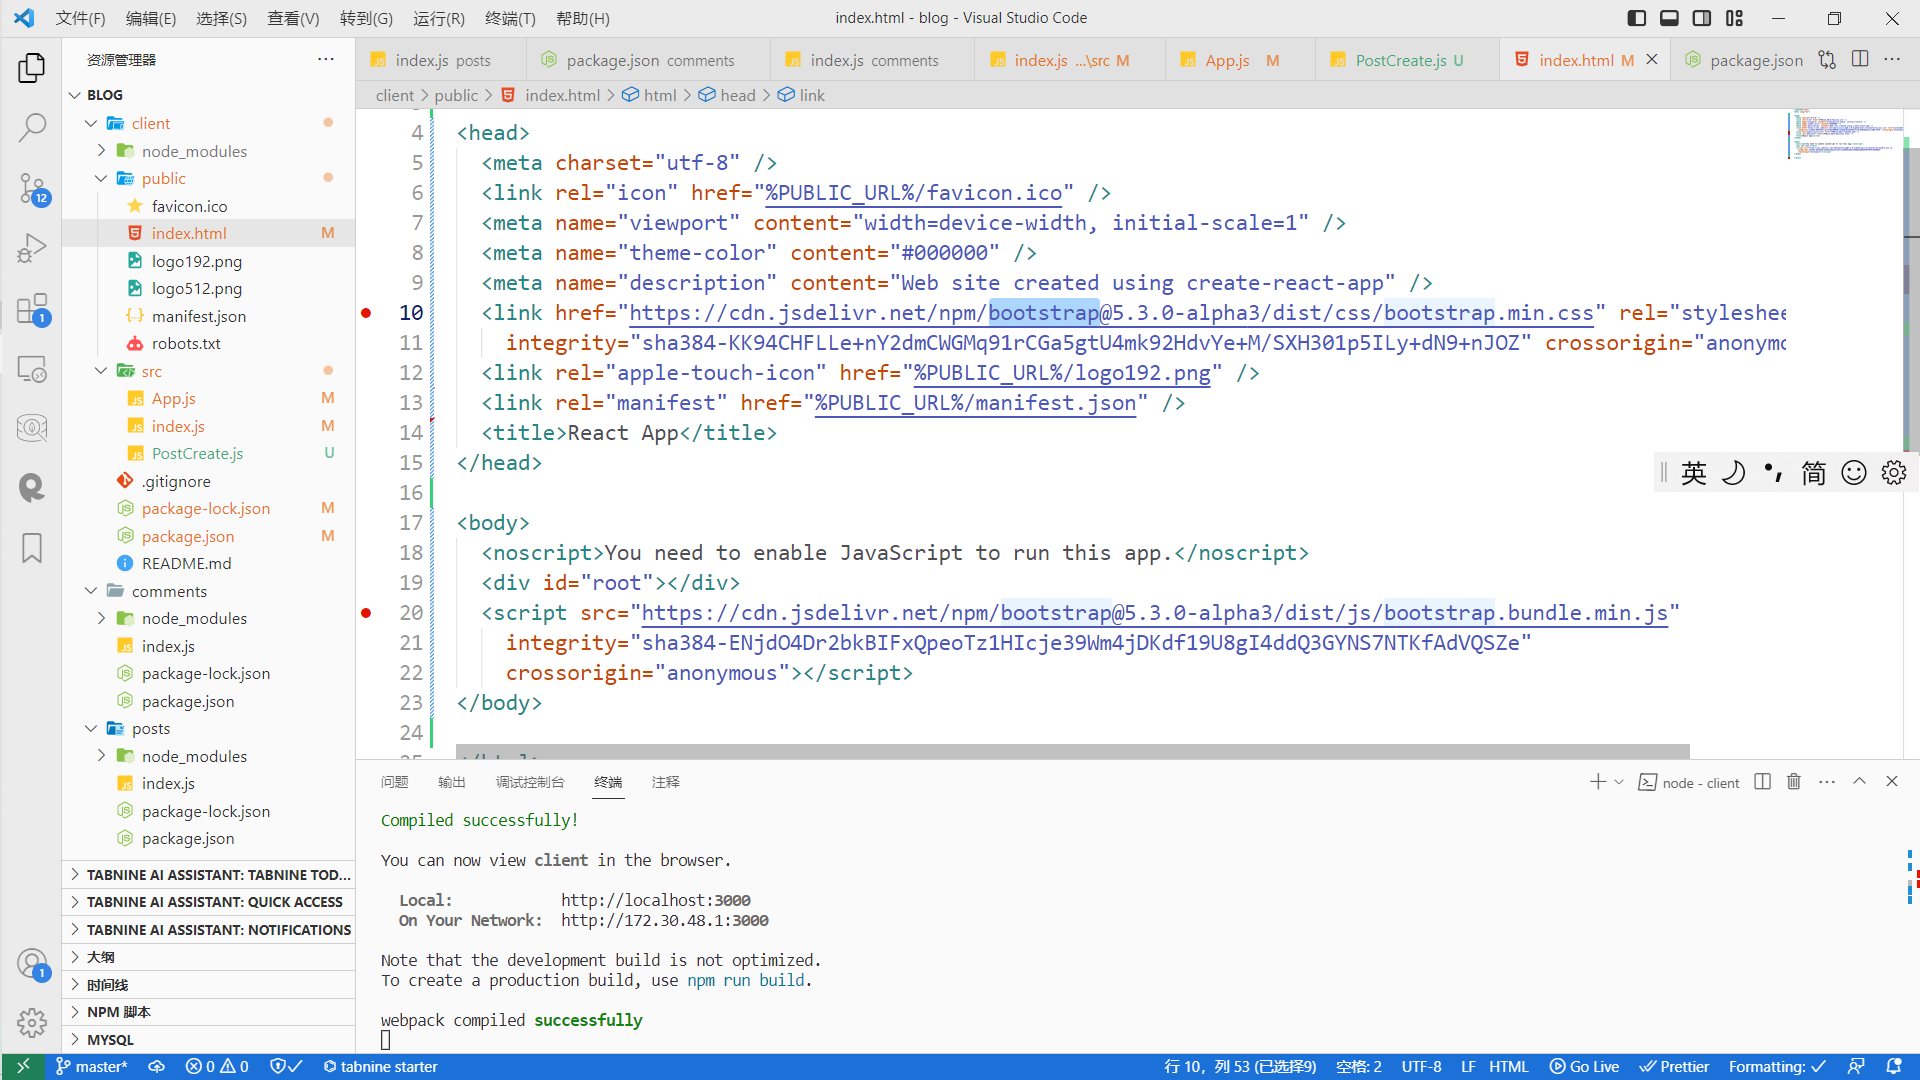 文件(F) 编辑(E) 选择(S) 查看(V) 转到(G) 运行(R) 终端(T) 帮助(H) index.html - blog - Visual Studio Code
资源管理器 ···
index.js posts package.json comments index.js comments index.js ...\src M App.js M PostCreate.js U index.html M package.json
client > public > index.html > html > head > link
BLOG
client
node_modules
public
favicon.ico
index.html M
logo192.png
logo512.png
manifest.json
robots.txt
src
App.js M
index.js M
PostCreate.js U
.gitignore
package-lock.json M
package.json M
README.md
comments
node_modules
index.js
package-lock.json
package.json
posts
node_modules
index.js
package-lock.json
package.json
TABNINE AI ASSISTANT: TABNINE TOD...
TABNINE AI ASSISTANT: QUICK ACCESS
TABNINE AI ASSISTANT: NOTIFICATIONS
大纲
时间线
NPM 脚本
MYSQL
12
1
1
4 <head>
5 <meta charset="utf-8" />
6 <link rel="icon" href="%PUBLIC_URL%/favicon.ico" />
7 <meta name="viewport" content="width=device-width, initial-scale=1" />
8 <meta name="theme-color" content="#000000" />
9 <meta name="description" content="Web site created using create-react-app" />
10 <link href="https://cdn.jsdelivr.net/npm/bootstrap@5.3.0-alpha3/dist/css/bootstrap.min.css" rel="styleshee
11 integrity="sha384-KK94CHFLLe+nY2dmCWGMq91rCGa5gtU4mk92HdvYe+M/SXH301p5ILy+dN9+nJOZ" crossorigin="anonymo
12 <link rel="apple-touch-icon" href="%PUBLIC_URL%/logo192.png" />
13 <link rel="manifest" href="%PUBLIC_URL%/manifest.json" />
14 <title>React App</title>
15 </head>
16
17 <body>
18 <noscript>You need to enable JavaScript to run this app.</noscript>
19 <div id="root"></div>
20 <script src="https://cdn.jsdelivr.net/npm/bootstrap@5.3.0-alpha3/dist/js/bootstrap.bundle.min.js"
21 integrity="sha384-ENjdO4Dr2bkBIFxQpeoTz1HIcje39Wm4jDKdf19U8gI4ddQ3GYNS7NTKfAdVQSZe"
22 crossorigin="anonymous"></script>
23 </body>
24
英 简
问题 输出 调试控制台 终端 注释 node - client
Compiled successfully!
You can now view client in the browser.
Local: http://localhost:3000
On Your Network: http://172.30.48.1:3000
Note that the development build is not optimized.
To create a production build, use npm run build.
webpack compiled successfully
master* 0 0 tabnine starter 行 10，列 53 (已选择9) 空格: 2 UTF-8 LF HTML Go Live Prettier Formatting: